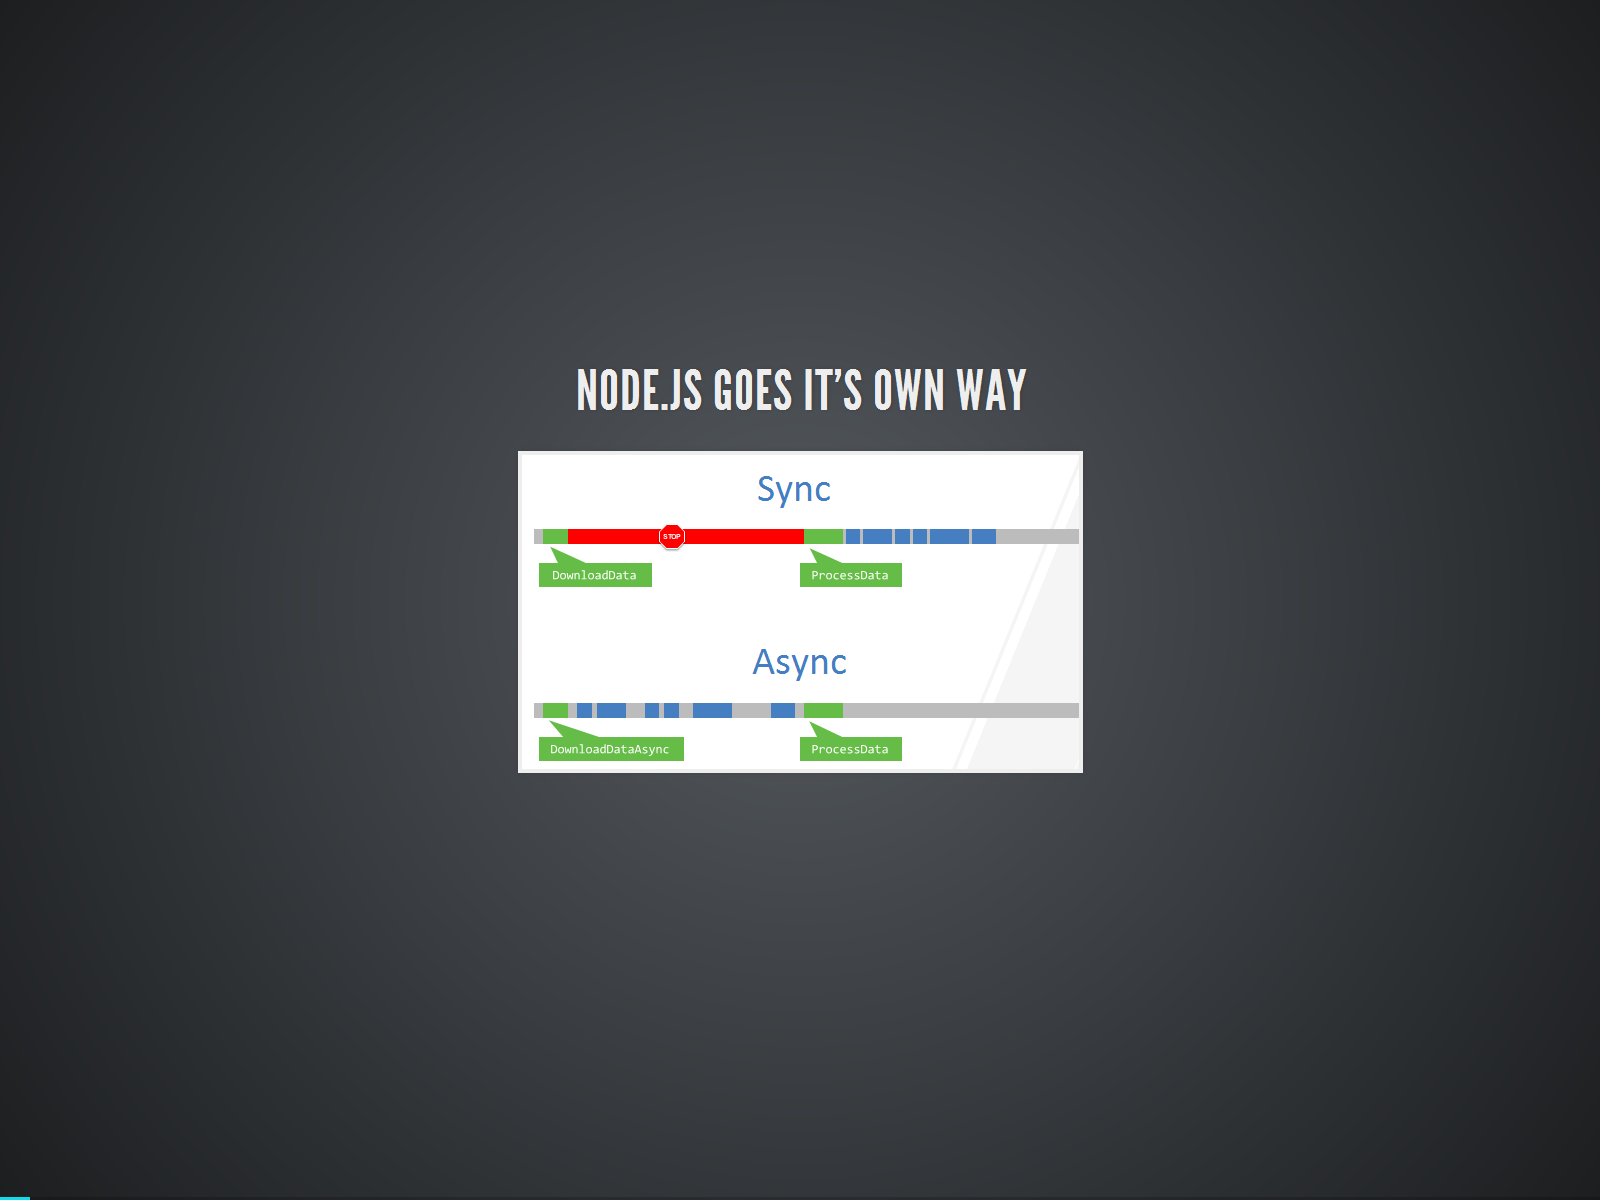 NODE.JS GOES IT’S OWN WAY
Sync
STOP
DownloadData
ProcessData
Async
DownloadDataAsync
ProcessData